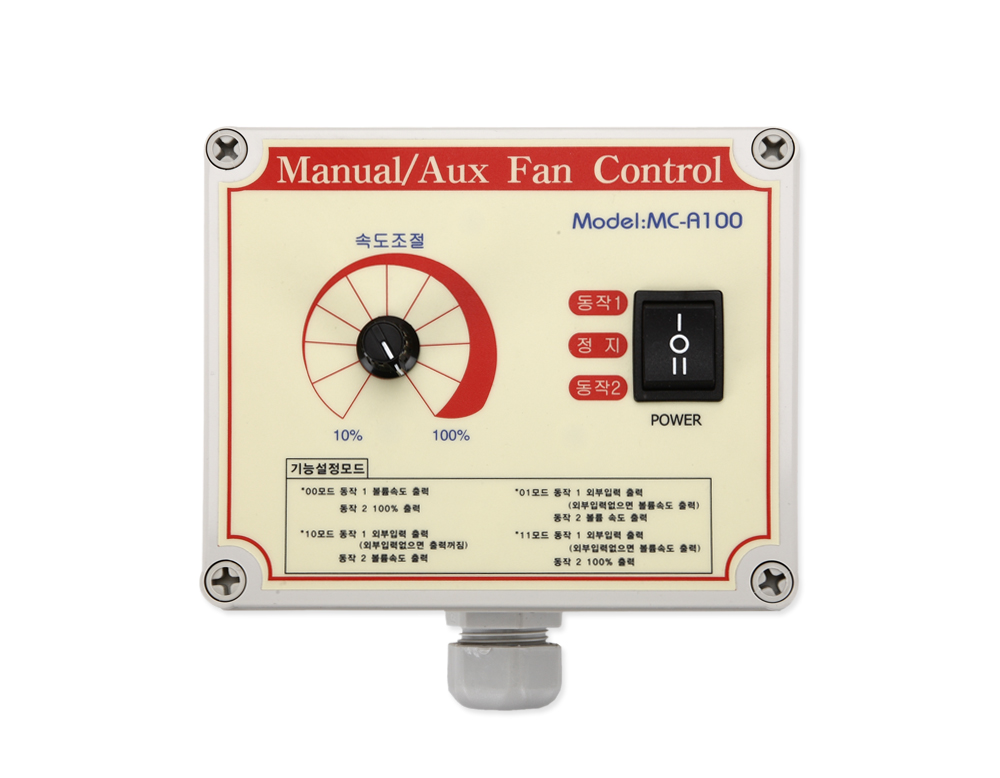 Manual/Aux Fan Control
Model:MC-A100
속도조절
10%
100%
동작1
정 지
동작2
I
O
II
POWER
기능설정모드
*00모드 동작 1 볼륨속도 출력
동작 2 100% 출력
*10모드 동작 1 외부입력 출력
(외부입력없으면 출력꺼짐)
동작 2 볼륨속도 출력
*01모드 동작 1 외부입력 출력
(외부입력없으면 볼륨속도 출력)
동작 2 볼륨 속도 출력
*11모드 동작 1 외부입력 출력
(외부입력없으면 볼륨속도 출력)
동작 2 100% 출력